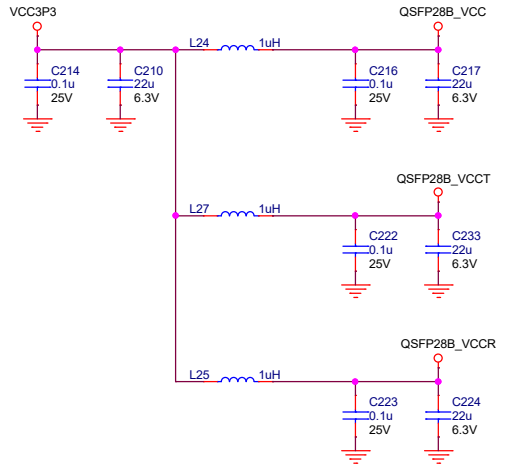 VCC3P3
QSFP28B_VCC
L24 1uH
C214
0.1u
25V
C210
22u
6.3V
C216
0.1u
25V
C217
22u
6.3V
QSFP28B_VCCT
L27 1uH
C222
0.1u
25V
C233
22u
6.3V
QSFP28B_VCCR
L25 1uH
C223
0.1u
25V
C224
22u
6.3V